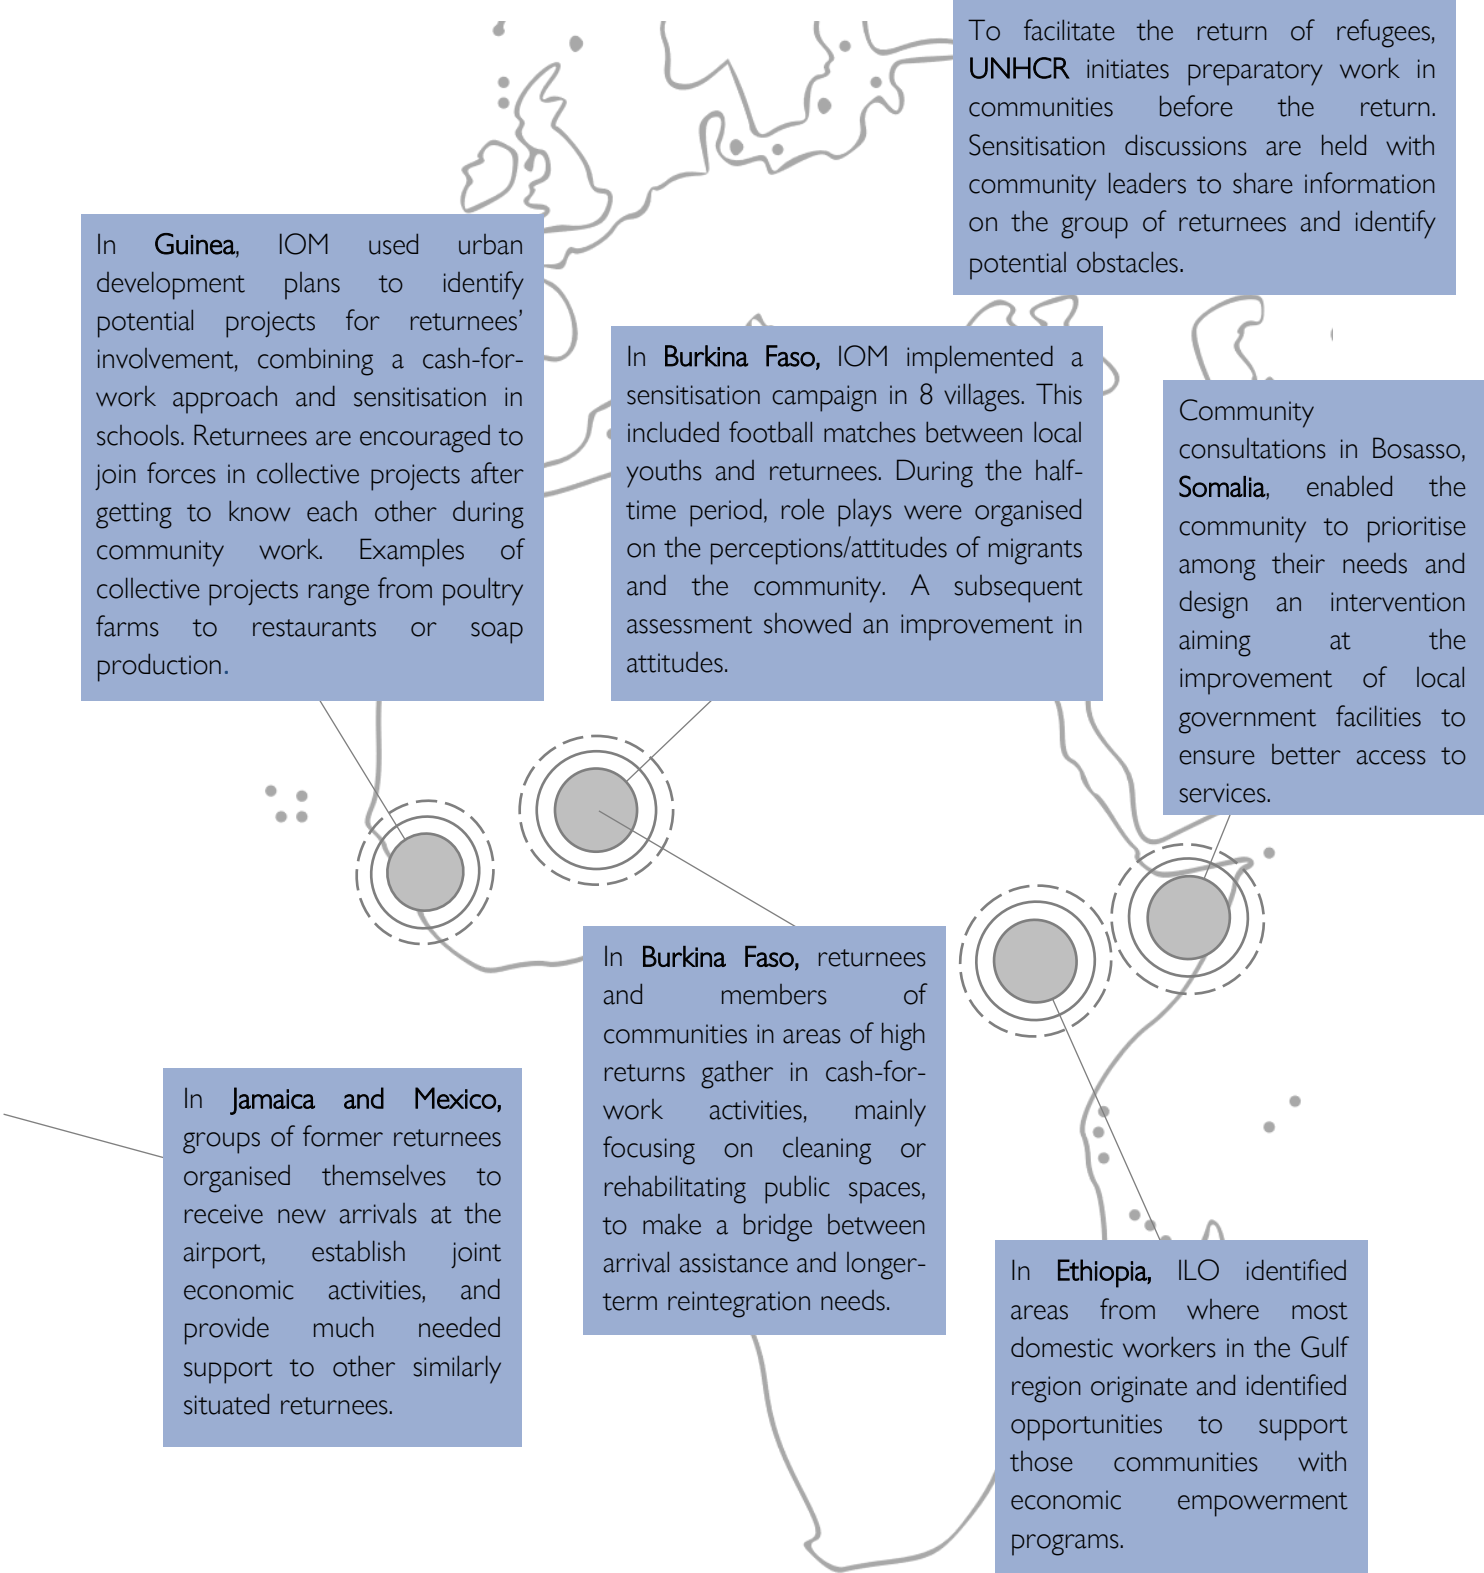 To facilitate the return of refugees,
UNHCR initiates preparatory work in
communities before the return.
Sensitisation discussions are held with
community leaders to share information
on the group of returnees and identify
potential obstacles.
In Guinea, IOM used urban
development plans to identify
potential projects for returnees’
involvement, combining a cash-for-
work approach and sensitisation in
schools. Returnees are encouraged to
join forces in collective projects after
getting to know each other during
community work. Examples of
collective projects range from poultry
farms to restaurants or soap
production.
In Burkina Faso, IOM implemented a
sensitisation campaign in 8 villages. This
included football matches between local
youths and returnees. During the half-
time period, role plays were organised
on the perceptions/attitudes of migrants
and the community. A subsequent
assessment showed an improvement in
attitudes.
Community
consultations in Bosasso,
Somalia, enabled the
community to prioritise
among their needs and
design an intervention
aiming at the
improvement of local
government facilities to
ensure better access to
services.
In Burkina Faso, returnees
and members of
communities in areas of high
returns gather in cash-for-
work activities, mainly
focusing on cleaning or
rehabilitating public spaces,
to make a bridge between
arrival assistance and longer-
term reintegration needs.
In Jamaica and Mexico,
groups of former returnees
organised themselves to
receive new arrivals at the
airport, establish joint
economic activities, and
provide much needed
support to other similarly
situated returnees.
In Ethiopia, ILO identified
areas from where most
domestic workers in the Gulf
region originate and identified
opportunities to support
those communities with
economic empowerment
programs.